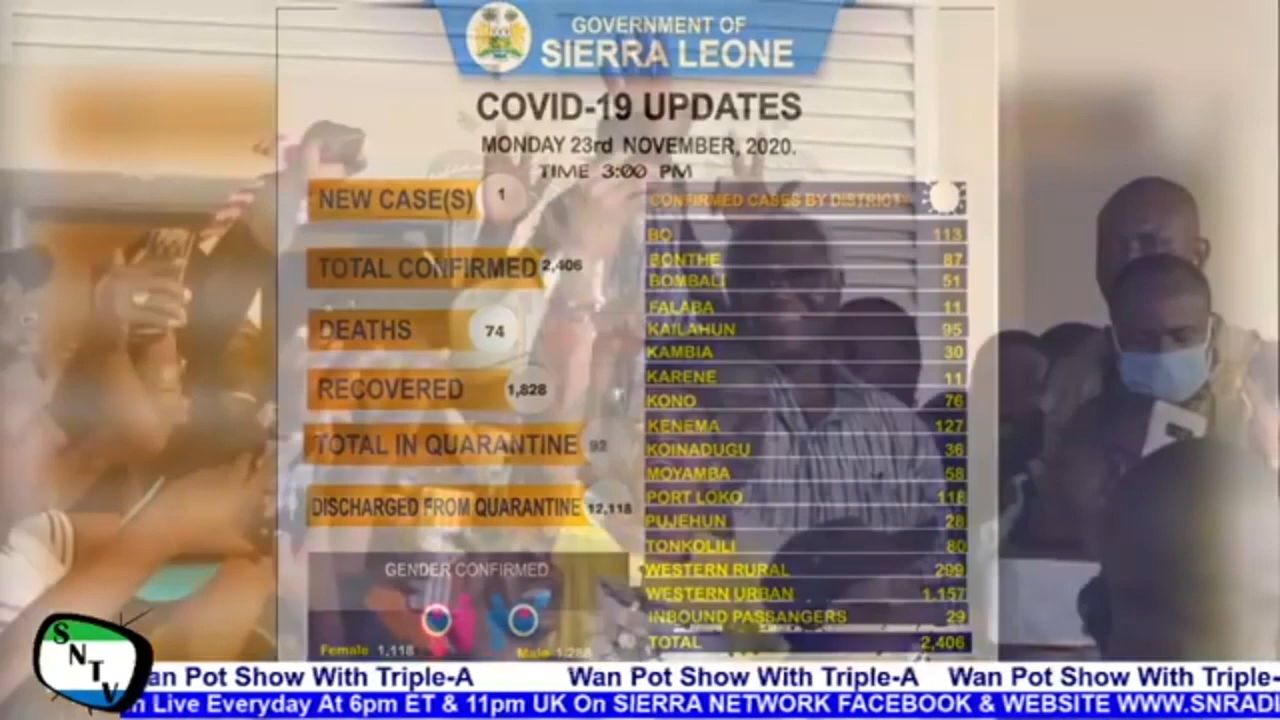 GOVERNMENT OF
SIERRA LEONE
COVID-19 UPDATES
MONDAY 23rd NOVEMBER, 2020.
TIME 3:00 PM
NEW CASE(S) 1
TOTAL CONFIRMED 2,406
DEATHS 74
RECOVERED 1,828
TOTAL IN QUARANTINE 92
DISCHARGED FROM QUARANTINE 12,118
GENDER CONFIRMED
Female 1,118 Male 1,288
CONFIRMED CASES BY DISTRICT
BO 113
BONTHE 87
BOMBALI 51
FALABA 11
KAILAHUN 95
KAMBIA 30
KARENE 11
KONO 76
KENEMA 127
KOINADUGU 36
MOYAMBA 58
PORT LOKO 118
PUJEHUN 28
TONKOLILI 80
WESTERN RURAL 299
WESTERN URBAN 1,157
INBOUND PASSANGERS 29
TOTAL 2,406
SNTV
an Pot Show With Triple-A Wan Pot Show With Triple-A Wan Pot Show With Triple-
n Live Everyday At 6pm ET & 11pm UK On SIERRA NETWORK FACEBOOK & WEBSITE WWW.SNRADI